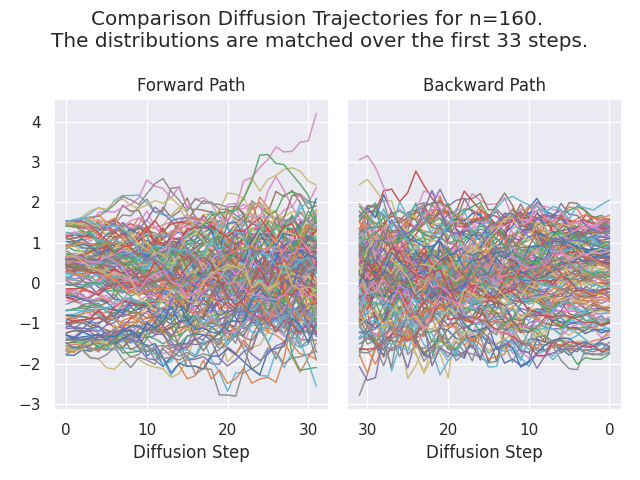 Comparison Diffusion Trajectories for n=160.
The distributions are matched over the first 33 steps.
Forward Path
Backward Path
4
3
2
1
0
−1
−2
−3
0 10 20 30
30 20 10 0
Diffusion Step
Diffusion Step